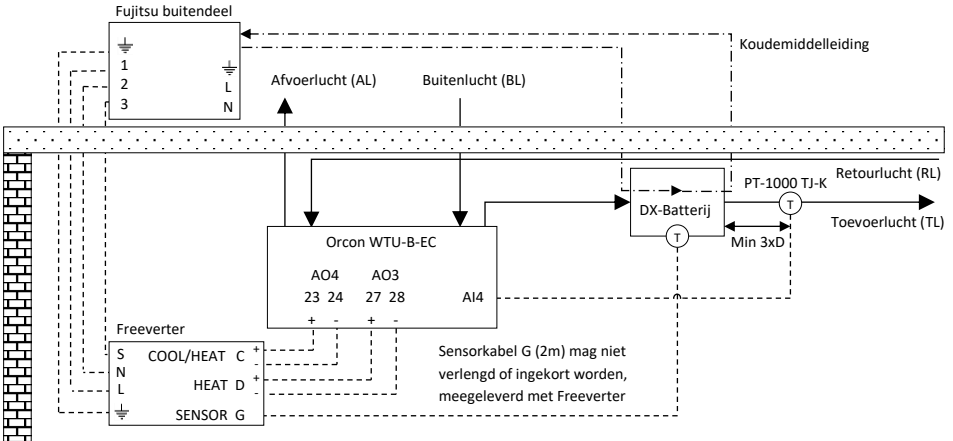 Fujitsu buitendeel
1
2
3
L
N
Koudemiddelleiding
Afvoerlucht (AL)
Buitenlucht (BL)
Retourlucht (RL)
PT-1000 TJ-K
DX-Batterij
T
Toevoerlucht (TL)
T
Min 3xD
Orcon WTU-B-EC
AO4 AO3
23 24 27 28 AI4
+ - + -
Freeverter
S COOL/HEAT C + -
N
HEAT D + -
L
SENSOR G
Sensorkabel G (2m) mag niet
verlengd of ingekort worden,
meegeleverd met Freeverter